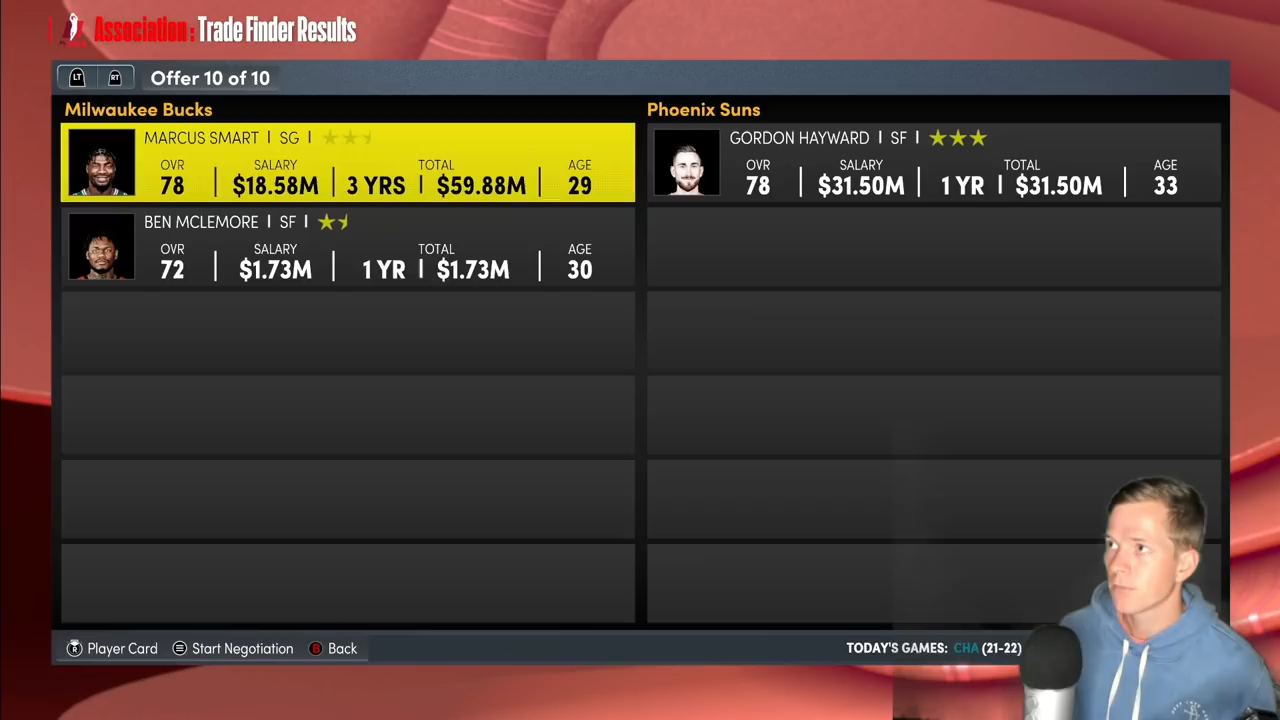 Association: Trade Finder Results
LT RT Offer 10 of 10
Milwaukee Bucks
MARCUS SMART | SG |
OVR SALARY TOTAL AGE
78 | $18.58M | 3 YRS | $59.88M | 29
BEN MCLEMORE | SF |
OVR SALARY TOTAL AGE
72 | $1.73M | 1 YR | $1.73M | 30
Phoenix Suns
GORDON HAYWARD | SF |
OVR SALARY TOTAL AGE
78 | $31.50M | 1 YR | $31.50M | 33
R Player Card Start Negotiation B Back
TODAY'S GAMES: CHA (21-22)